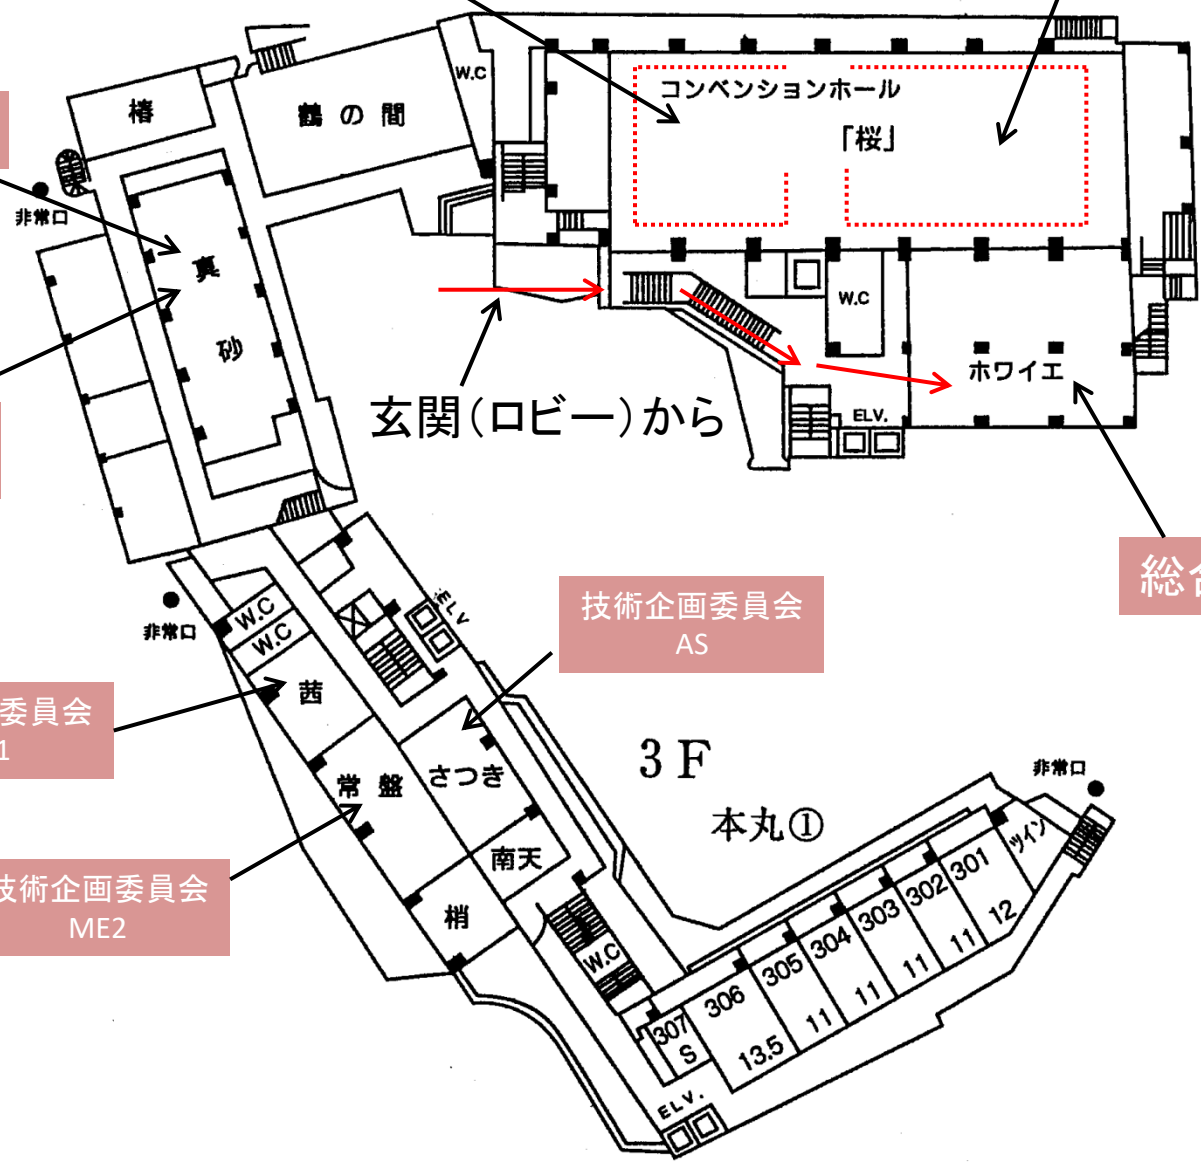 W.C
コンベンションホール
「桜」
椿
鶴の間
非常口
真
砂
W.C
ホワイエ
玄関(ロビー)から
ELV.
総合
技術企画委員会
AS
ELV
W.C
W.C
非常口
茜
委員会
1
さつき
常盤
3F
本丸①
非常口
南天
技術企画委員会
ME2
梢
W.C
ツイン
301
12
302
11
303
11
304
11
305
11
306
13.5
307
S
ELV.